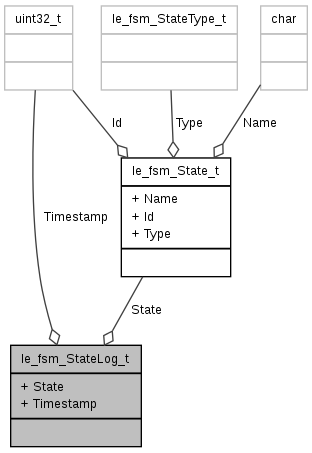 uint32_t
le_fsm_StateType_t
char
Id
Type
Name
le_fsm_State_t
+ Name
+ Id
+ Type
Timestamp
State
le_fsm_StateLog_t
+ State
+ Timestamp